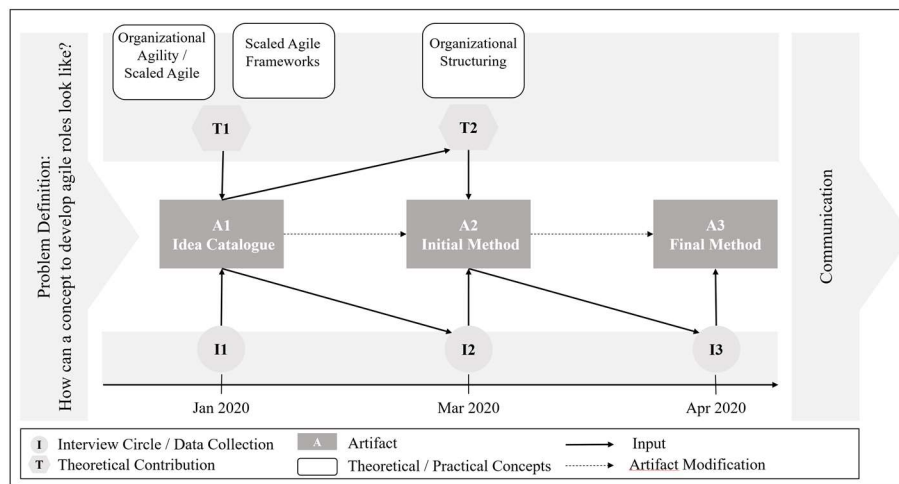 Problem Definition:
How can a concept to develop agile roles look like?
Organizational
Agility /
Scaled Agile
Scaled Agile
Frameworks
Organizational
Structuring
T1
T2
A1
Idea Catalogue
A2
Initial Method
A3
Final Method
I1
I2
I3
Jan 2020
Mar 2020
Apr 2020
Communication
I Interview Circle / Data Collection
A Artifact
Input
T Theoretical Contribution
Theoretical / Practical Concepts
Artifact Modification